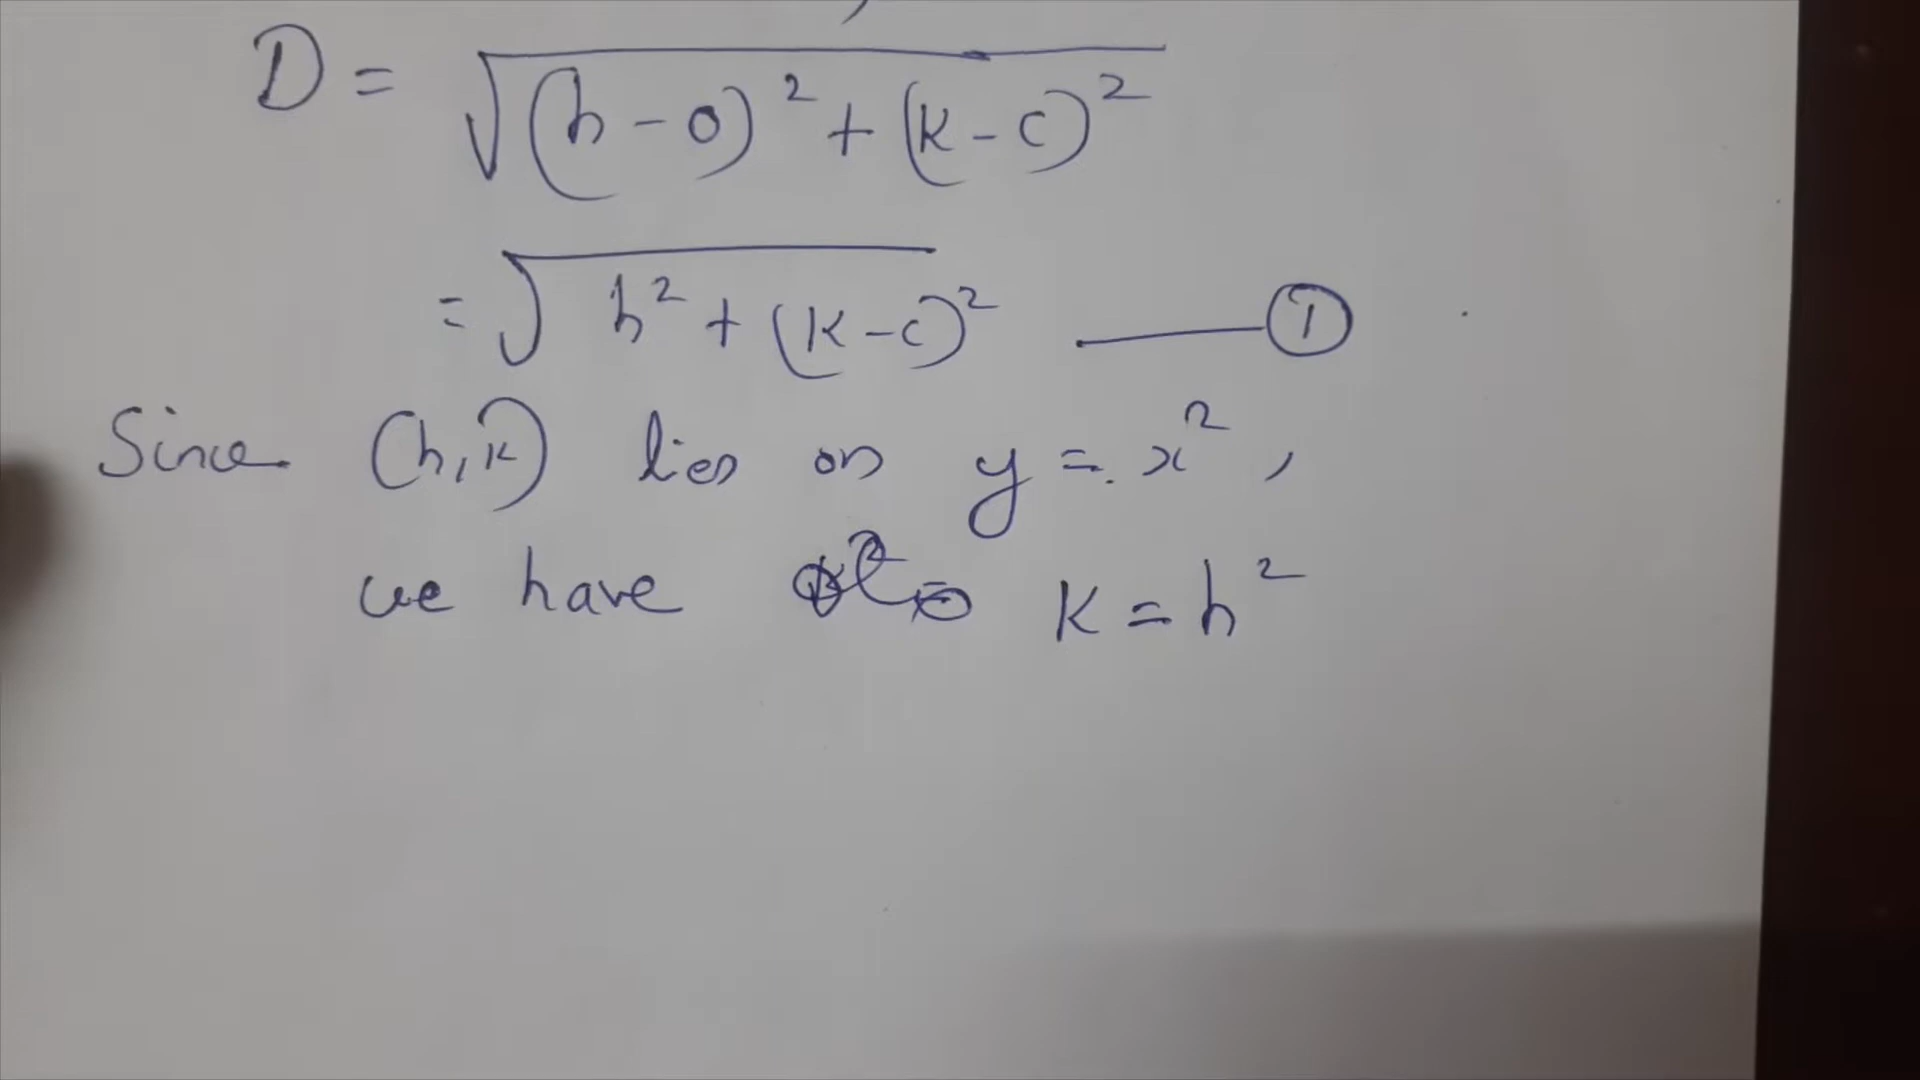 D = √(h-0)² + (k-c)²
= √h² + (k-c)² —— ①
Since (h,k) lies on y = x²,
we have k = h²